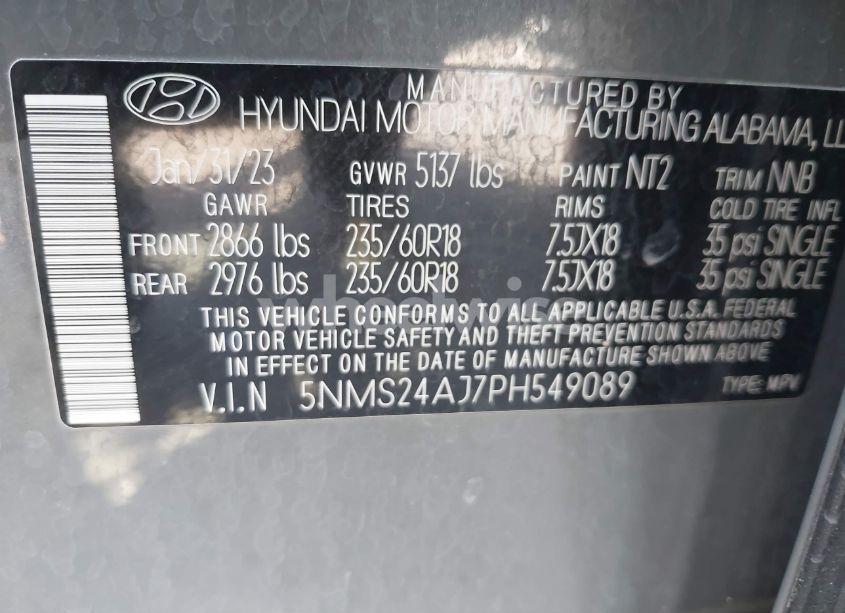 MANUFACTURED BY
HYUNDAI MOTOR MANUFACTURING ALABAMA,
Jan/31/23 GVWR 5137 lbs PAINT NT2 TRIM NNB
GAWR TIRES RIMS COLD TIRE INFL
FRONT 2866 lbs 235/60R18 7.5JX18 35 psi SINGLE
REAR 2976 lbs 235/60R18 7.5JX18 35 psi SINGLE
THIS VEHICLE CONFORMS TO ALL APPLICABLE U.S.A. FEDERAL
MOTOR VEHICLE SAFETY AND THEFT PREVENTION STANDARDS
IN EFFECT ON THE DATE OF MANUFACTURE SHOWN ABOVE
V.I.N 5NMS24AJ7PH549089 TYPE: MPV